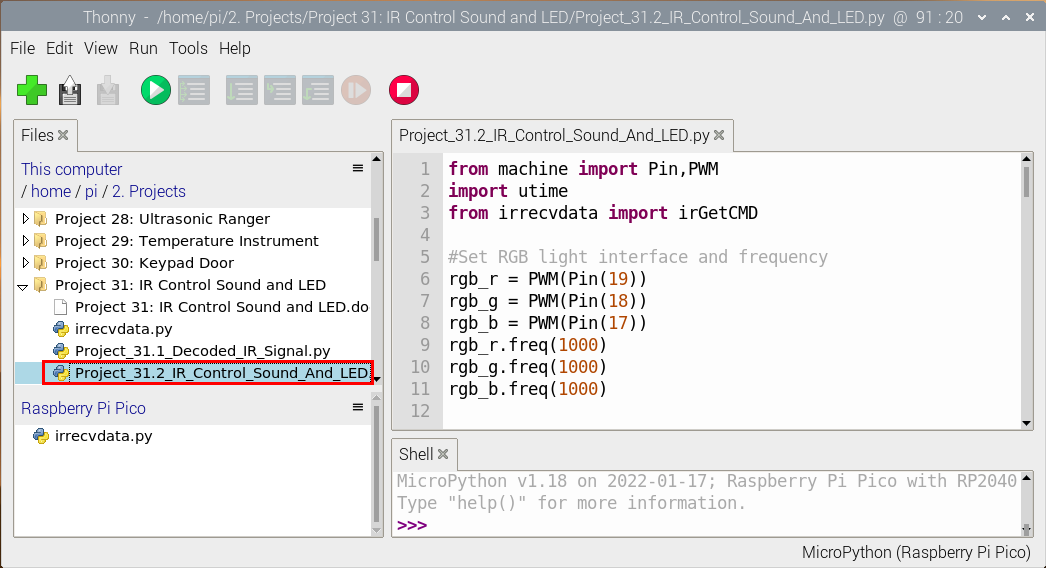 Thonny - /home/pi/2. Projects/Project 31: IR Control Sound and LED/Project_31.2_IR_Control_Sound_And_LED.py @ 91 : 20
File Edit View Run Tools Help
Files
This computer
/ home / pi / 2. Projects
Project 28: Ultrasonic Ranger
Project 29: Temperature Instrument
Project 30: Keypad Door
Project 31: IR Control Sound and LED
Project 31: IR Control Sound and LED.do
irrecvdata.py
Project_31.1_Decoded_IR_Signal.py
Project_31.2_IR_Control_Sound_And_LED
Raspberry Pi Pico
irrecvdata.py
Project_31.2_IR_Control_Sound_And_LED.py
1 from machine import Pin,PWM
2 import utime
3 from irrecvdata import irGetCMD
4
5 #Set RGB light interface and frequency
6 rgb_r = PWM(Pin(19))
7 rgb_g = PWM(Pin(18))
8 rgb_b = PWM(Pin(17))
9 rgb_r.freq(1000)
10 rgb_g.freq(1000)
11 rgb_b.freq(1000)
12
Shell
MicroPython v1.18 on 2022-01-17; Raspberry Pi Pico with RP2040
Type "help()" for more information.
>>>
MicroPython (Raspberry Pi Pico)